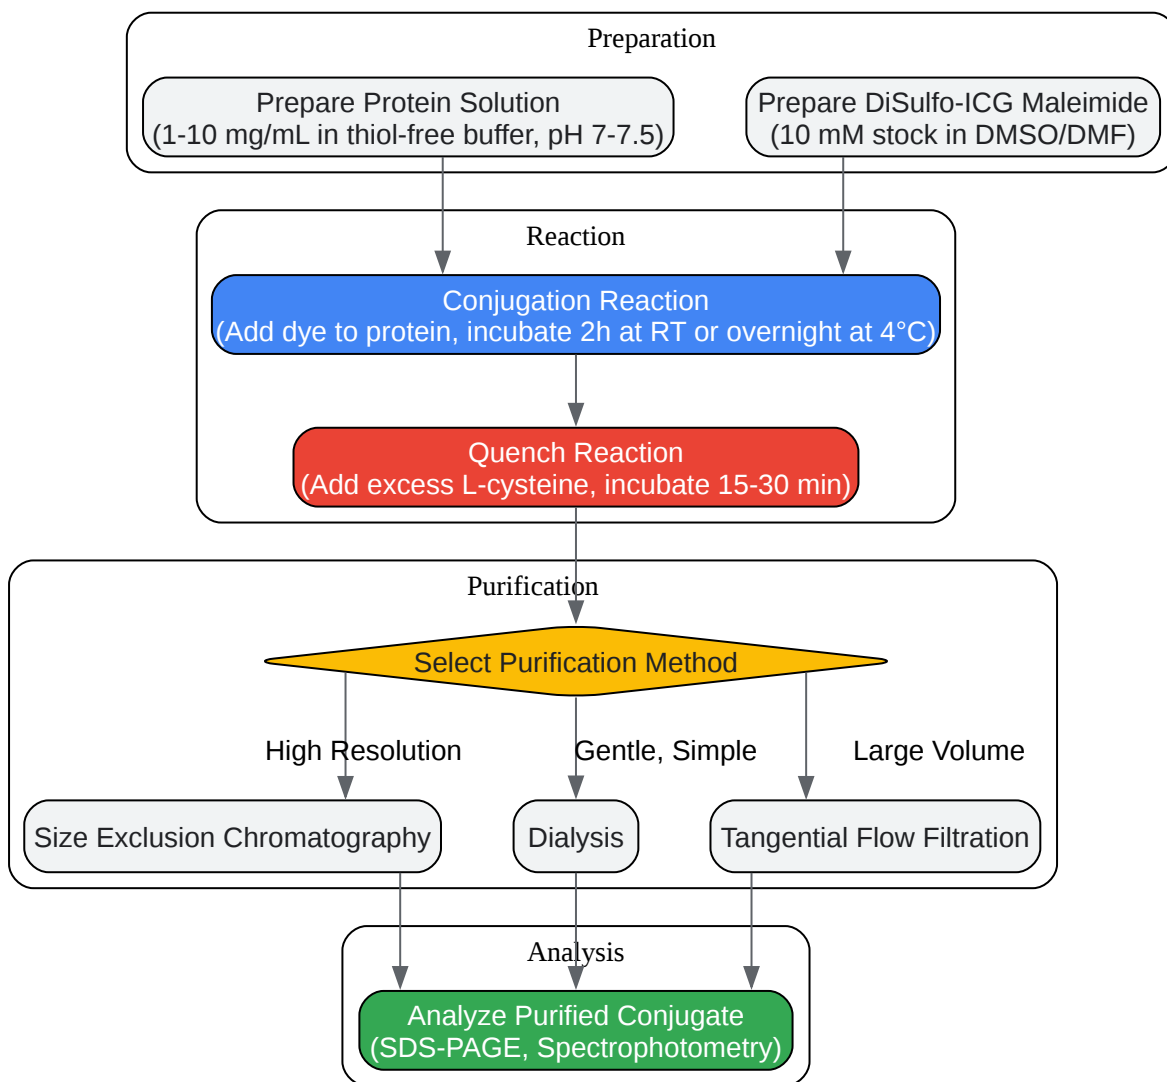 Preparation
Prepare Protein Solution
(1-10 mg/mL in thiol-free buffer, pH 7-7.5)
Prepare DiSulfo-ICG Maleimide
(10 mM stock in DMSO/DMF)
Reaction
Conjugation Reaction
(Add dye to protein, incubate 2h at RT or overnight at 4°C)
Quench Reaction
(Add excess L-cysteine, incubate 15-30 min)
Purification
Select Purification Method
High Resolution
Gentle, Simple
Large Volume
Size Exclusion Chromatography
Dialysis
Tangential Flow Filtration
Analysis
Analyze Purified Conjugate
(SDS-PAGE, Spectrophotometry)